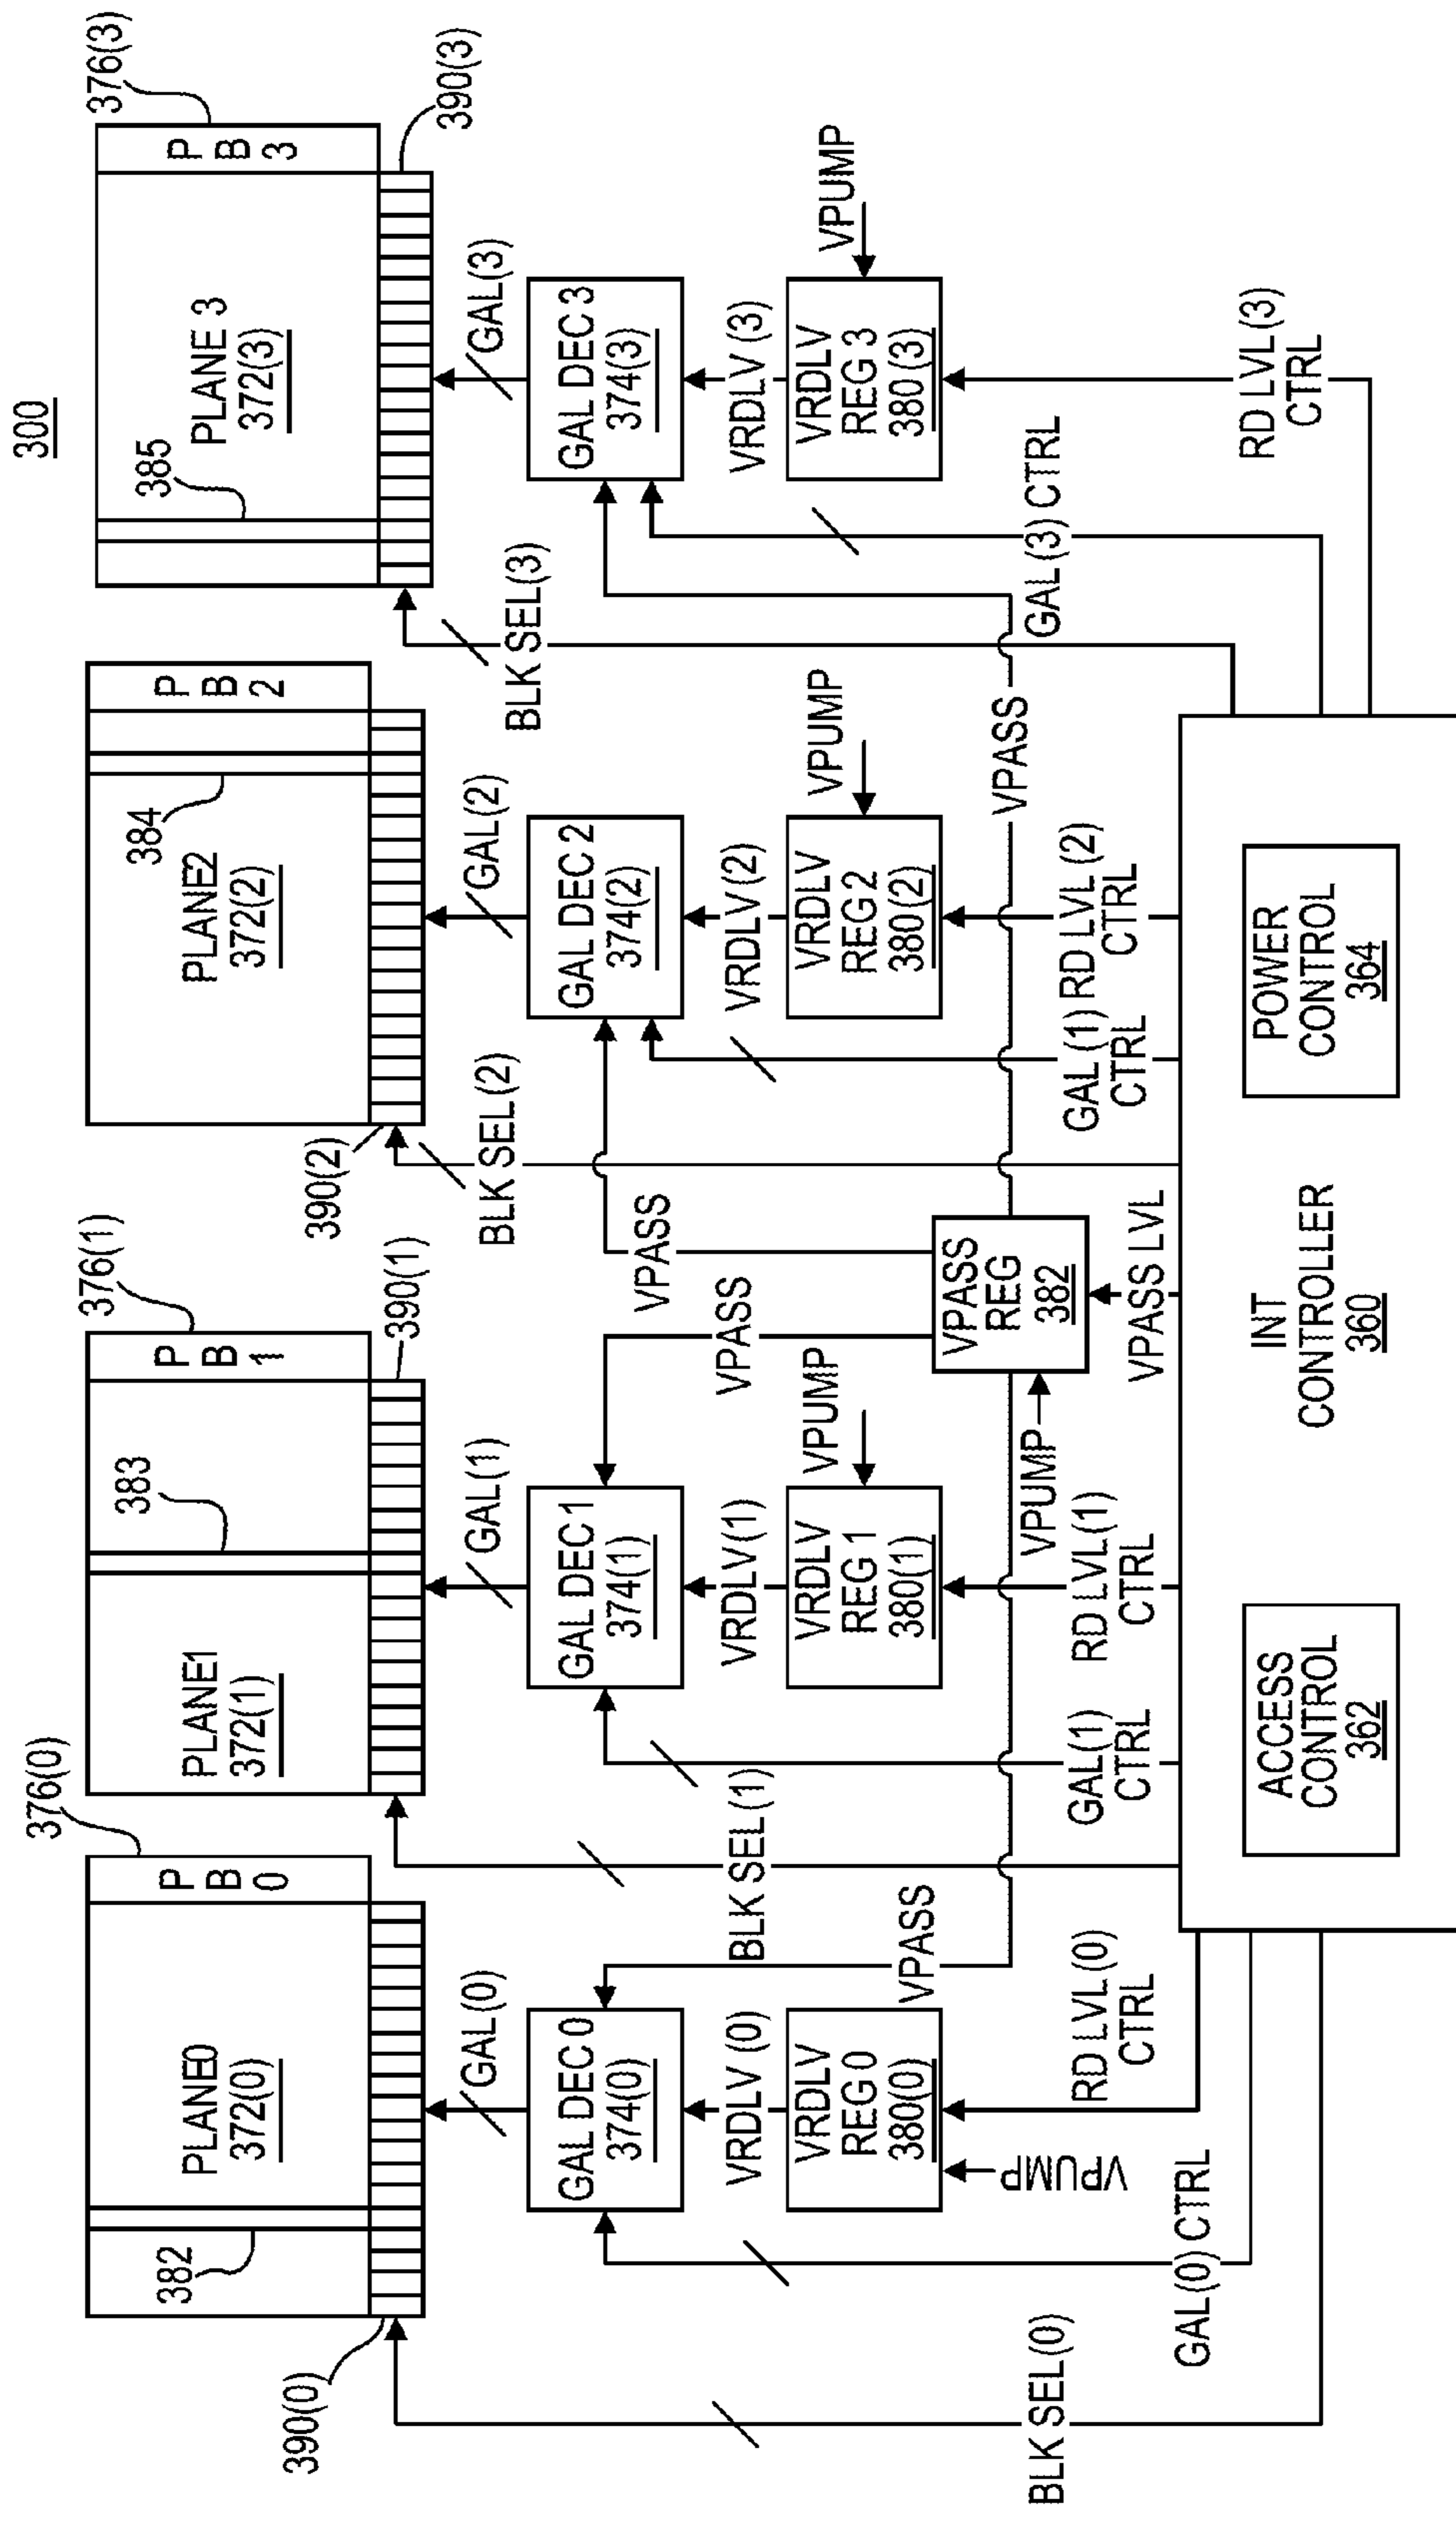 300
376(0)
376(1)
376(3)
PLANE0
372(0)
P
B
0
382
PLANE1
372(1)
P
B
1
383
PLANE2
372(2)
P
B
2
384
PLANE 3
372(3)
P
B
3
385
390(0)
390(1)
390(2)
390(3)
GAL(0)
GAL(1)
GAL(2)
GAL(3)
BLK SEL(2)
BLK SEL(3)
GAL DEC 0
374(0)
GAL DEC 1
374(1)
GAL DEC 2
374(2)
GAL DEC 3
374(3)
VPASS
VPASS
VRDLV (0)
BLK SEL(1)
VRDLV(1)
VRDLV(2)
VRDLV (3)
VRDLV
REG 0
380(0)
VRDLV
REG 1
380(1)
VPUMP
VRDLV
REG 2
380(2)
VPUMP
VRDLV
REG 3
380 (3)
VPUMP
VPASS
VPASS
REG
382
VPASS
BLK SEL(0)
VPUMP
VPUMP
GAL(3) CTRL
RD LVL(0)
CTRL
GAL(1)
CTRL
RD LVL(1)
CTRL
VPASS LVL
GAL(1)
CTRL
RD LVL(2)
CTRL
GAL(0) CTRL
RD LVL(3)
CTRL
ACCESS
CONTROL
362
INT
CONTROLLER
360
POWER
CONTROL
364